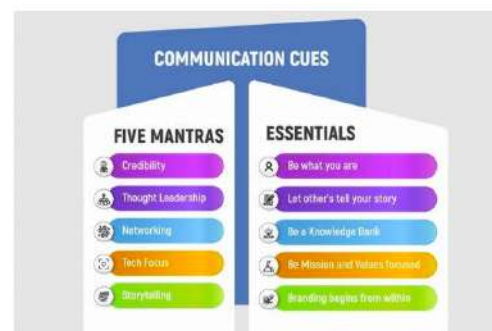 COMMUNICATION CUES
FIVE MANTRAS
Credibility
Thought Leadership
Networking
Tech Focus
Storytelling
ESSENTIALS
Be what you are
Let other's tell your story
Be a Knowledge Bank
Be Mission and Values focused
Branding begins from within